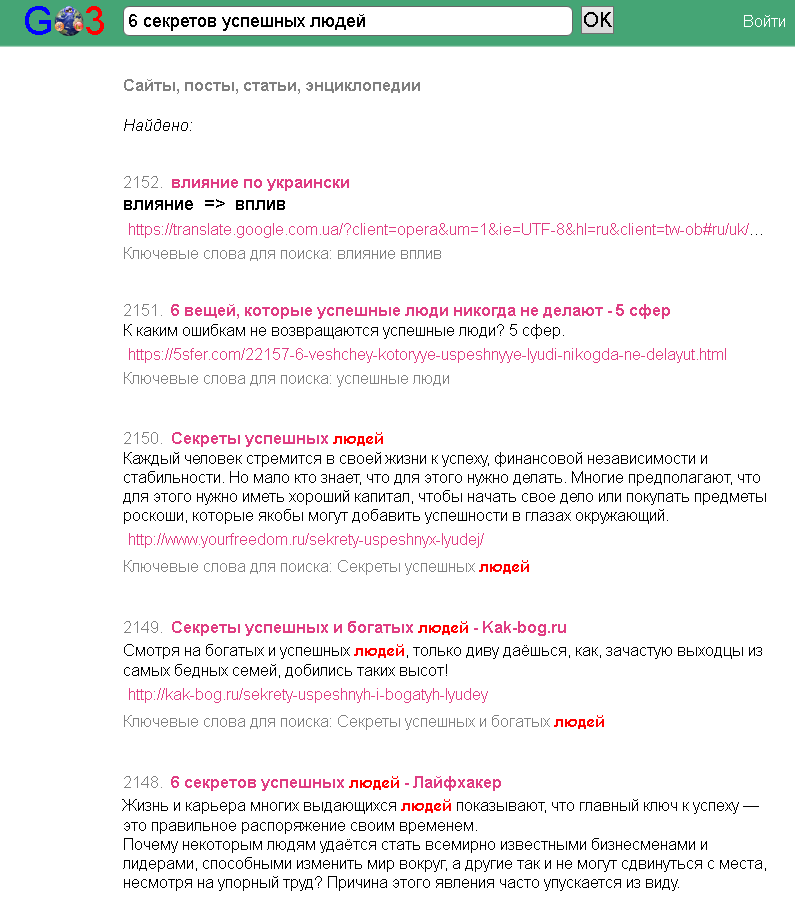 GO3 6 секретов успешных людей OK Войти
Сайты, посты, статьи, энциклопедии
Найдено:
2152. влияние по украински
влияние => вплив
https://translate.google.com.ua/?client=opera&um=1&ie=UTF-8&hl=ru&client=tw-ob#ru/uk/...
Ключевые слова для поиска: влияние вплив
2151. 6 вещей, которые успешные люди никогда не делают - 5 сфер
К каким ошибкам не возвращаются успешные люди? 5 сфер.
https://5sfer.com/22157-6-veshchey-kotoryye-uspeshnyye-lyudi-nikogda-ne-delayut.html
Ключевые слова для поиска: успешные люди
2150. Секреты успешных людей
Каждый человек стремится в своей жизни к успеху, финансовой независимости и
стабильности. Но мало кто знает, что для этого нужно делать. Многие предполагают, что
для этого нужно иметь хороший капитал, чтобы начать свое дело или покупать предметы
роскоши, которые якобы могут добавить успешности в глазах окружающий.
http://www.yourfreedom.ru/sekrety-uspeshnyx-lyudej/
Ключевые слова для поиска: Секреты успешных людей
2149. Секреты успешных и богатых людей - Kak-bog.ru
Смотря на богатых и успешных людей, только диву даёшься, как, зачастую выходцы из
самых бедных семей, добились таких высот!
http://kak-bog.ru/sekrety-uspeshnyh-i-bogatyh-lyudey
Ключевые слова для поиска: Секреты успешных и богатых людей
2148. 6 секретов успешных людей - Лайфхакер
Жизнь и карьера многих выдающихся людей показывают, что главный ключ к успеху —
это правильное распоряжение своим временем.
Почему некоторым людям удаётся стать всемирно известными бизнесменами и
лидерами, способными изменить мир вокруг, а другие так и не могут сдвинуться с места,
несмотря на упорный труд? Причина этого явления часто упускается из виду.